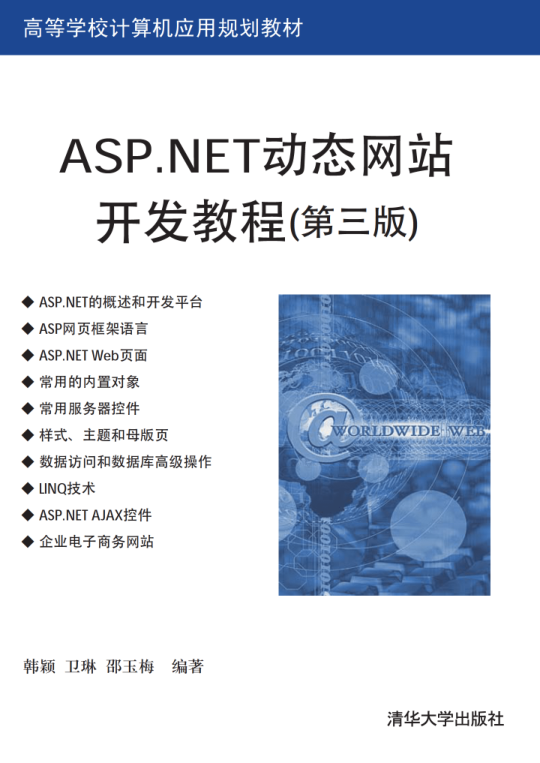 高等学校计算机应用规划教材
ASP.NET动态网站
开发教程(第三版)
◆ ASP.NET的概述和开发平台
◆ ASP网页框架语言
◆ ASP.NET Web页面
◆ 常用的内置对象
◆ 常用服务器控件
◆ 样式、主题和母版页
◆ 数据访问和数据库高级操作
◆ LINQ技术
◆ ASP.NET AJAX控件
◆ 企业电子商务网站
@ WORLDWIDE WEB
韩颖 卫琳 邵玉梅 编著
清华大学出版社